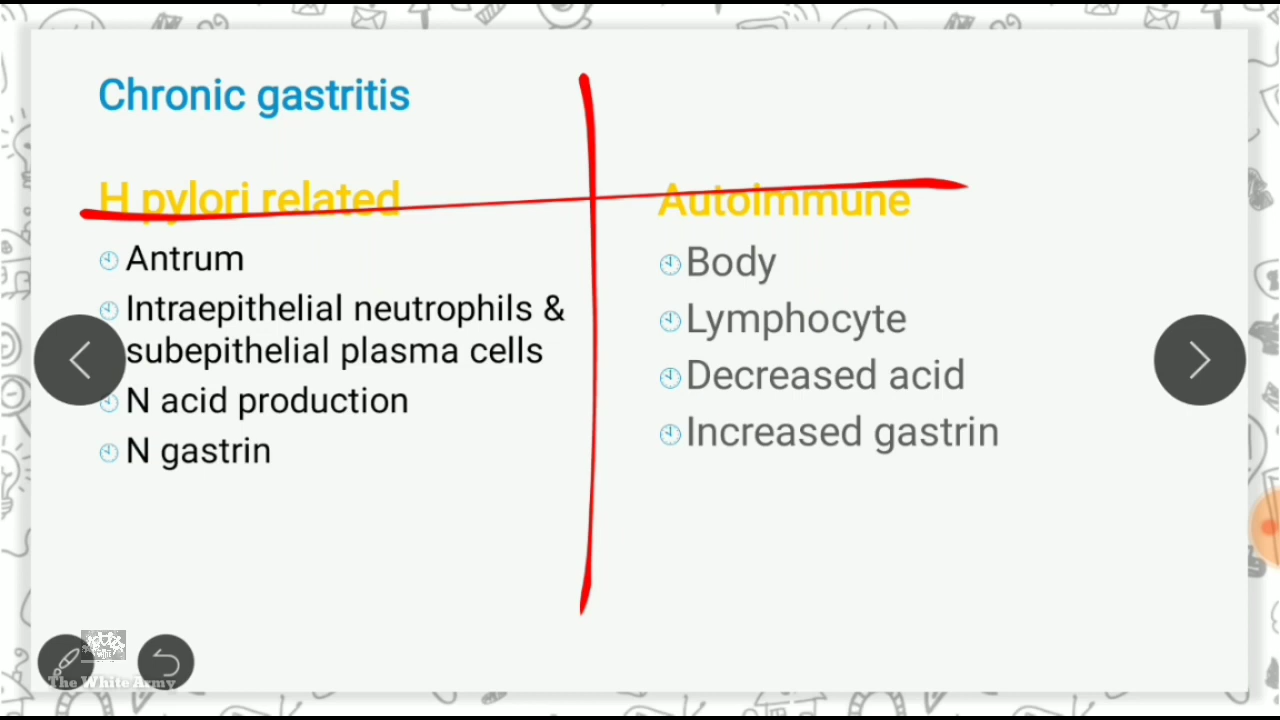 Chronic gastritis
H pylori related
Antrum
Intraepithelial neutrophils &
subepithelial plasma cells
N acid production
N gastrin
Autoimmune
Body
Lymphocyte
Decreased acid
Increased gastrin
The White Army